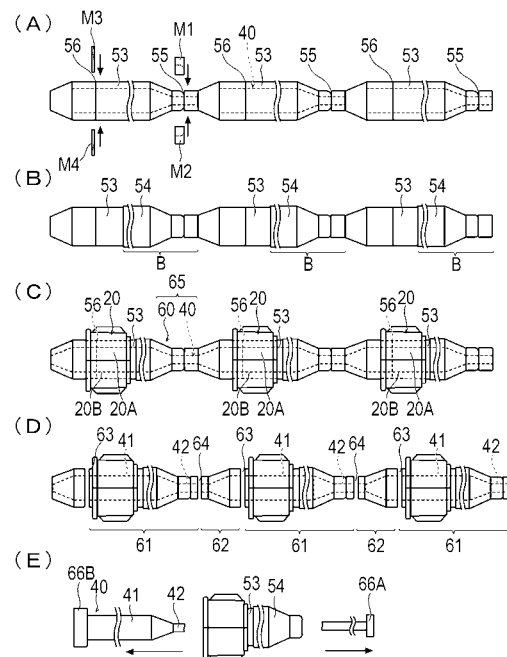 (A)
M3 M1
56 53 55 56 40 53 55 56 53 55
M4 M2
(B)
53 54 53 54 53 54
B B B
(C)
65
56 20 53 60 40 56 20 53 56 20 53
20B 20A 20B 20A 20B 20A
(D)
63 41 42 64 63 41 42 64 63 41 42
61 62 61 62 61
(E)
66B 40 41 42 53 54 66A